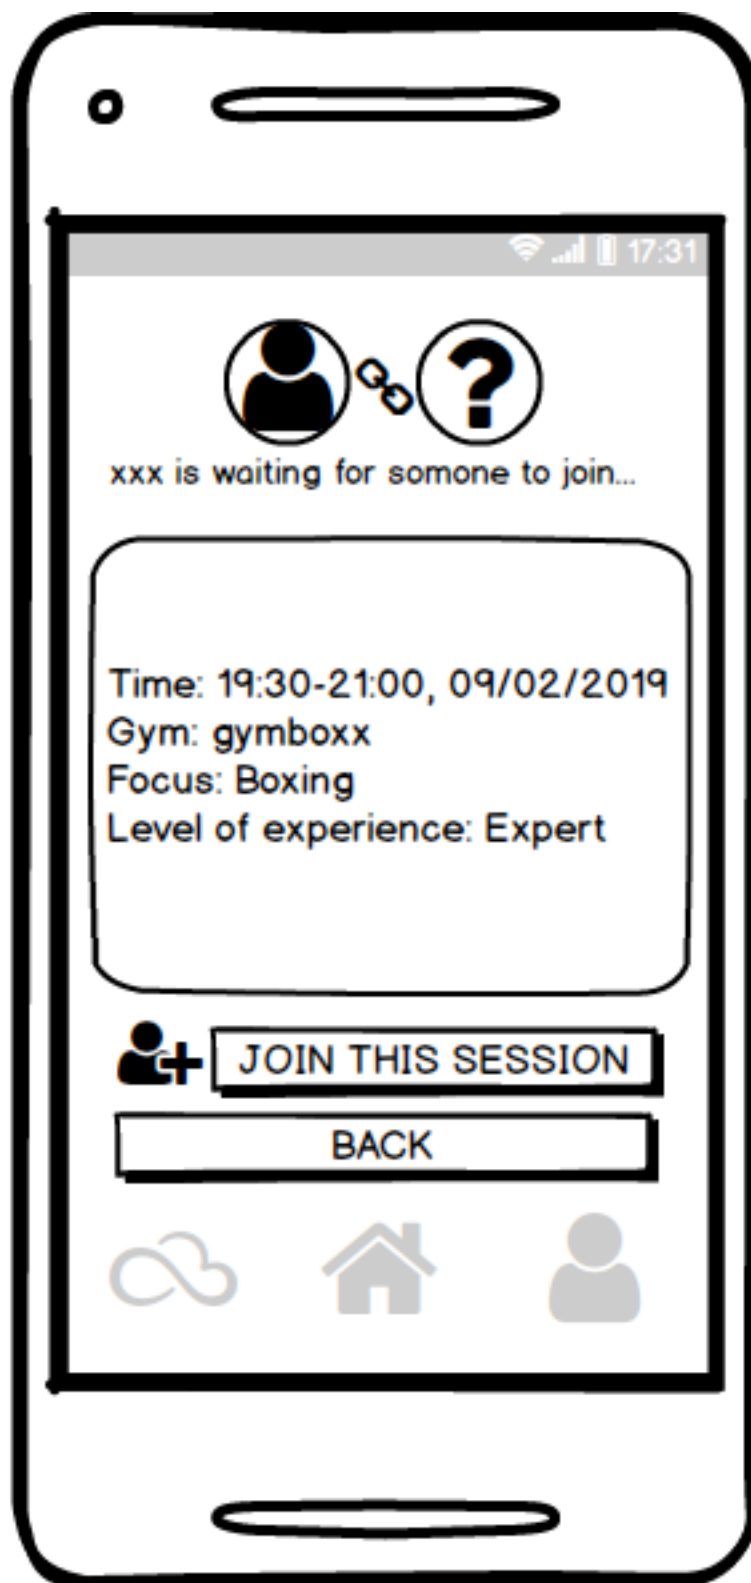 17:31
?
xxx is waiting for somone to join...
Time: 19:30-21:00, 09/02/2019
Gym: gymboxx
Focus: Boxing
Level of experience: Expert
JOIN THIS SESSION
BACK